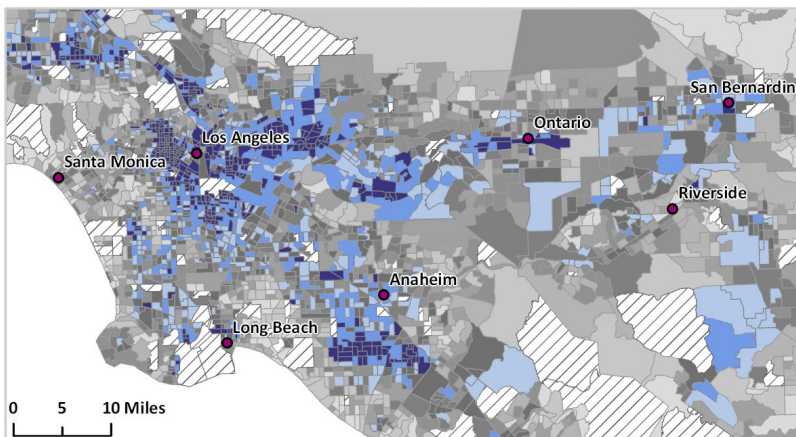 San Bernardin
Ontario
Los Angeles
Santa Monica
Riverside
Anaheim
Long Beach
0 5 10 Miles